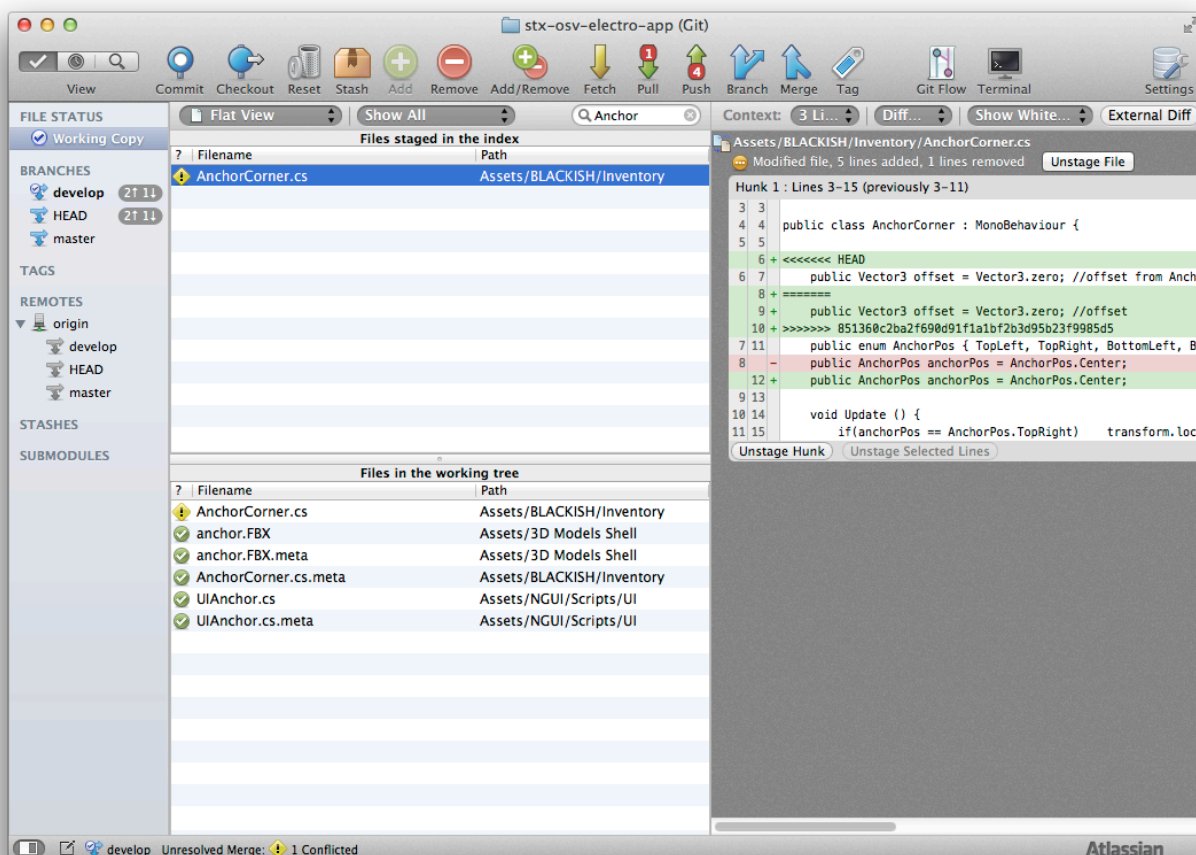 stx-osv-electro-app (Git)
View Commit Checkout Reset Stash Add Remove Add/Remove Fetch Pull Push Branch Merge Tag Git Flow Terminal Settings
1
4
FILE STATUS
Working Copy
BRANCHES
develop 2↑ 1↓
HEAD 2↑ 1↓
master
TAGS
REMOTES
origin
develop
HEAD
master
STASHES
SUBMODULES
Flat View Show All Anchor
Files staged in the index
? Filename Path
AnchorCorner.cs Assets/BLACKISH/Inventory
Files in the working tree
? Filename Path
AnchorCorner.cs Assets/BLACKISH/Inventory
anchor.FBX Assets/3D Models Shell
anchor.FBX.meta Assets/3D Models Shell
AnchorCorner.cs.meta Assets/BLACKISH/Inventory
UIAnchor.cs Assets/NGUI/Scripts/UI
UIAnchor.cs.meta Assets/NGUI/Scripts/UI
Context: 3 Li... Diff... Show White... External Diff
Assets/BLACKISH/Inventory/AnchorCorner.cs
Modified file, 5 lines added, 1 lines removed Unstage File
Hunk 1 : Lines 3-15 (previously 3-11)
3 3
4 4 public class AnchorCorner : MonoBehaviour {
5 5
6 + <<<<<<< HEAD
6 7 public Vector3 offset = Vector3.zero; //offset from Anch
8 + =======
9 + public Vector3 offset = Vector3.zero; //offset
10 + >>>>>>> 851360c2ba2f690d91f1a1bf2b3d95b23f9985d5
7 11 public enum AnchorPos { TopLeft, TopRight, BottomLeft, B
8 - public AnchorPos anchorPos = AnchorPos.Center;
12 + public AnchorPos anchorPos = AnchorPos.Center;
9 13
10 14 void Update () {
11 15 if(anchorPos == AnchorPos.TopRight) transform.loc
Unstage Hunk Unstage Selected Lines
develop Unresolved Merge: 1 Conflicted
Atlassian